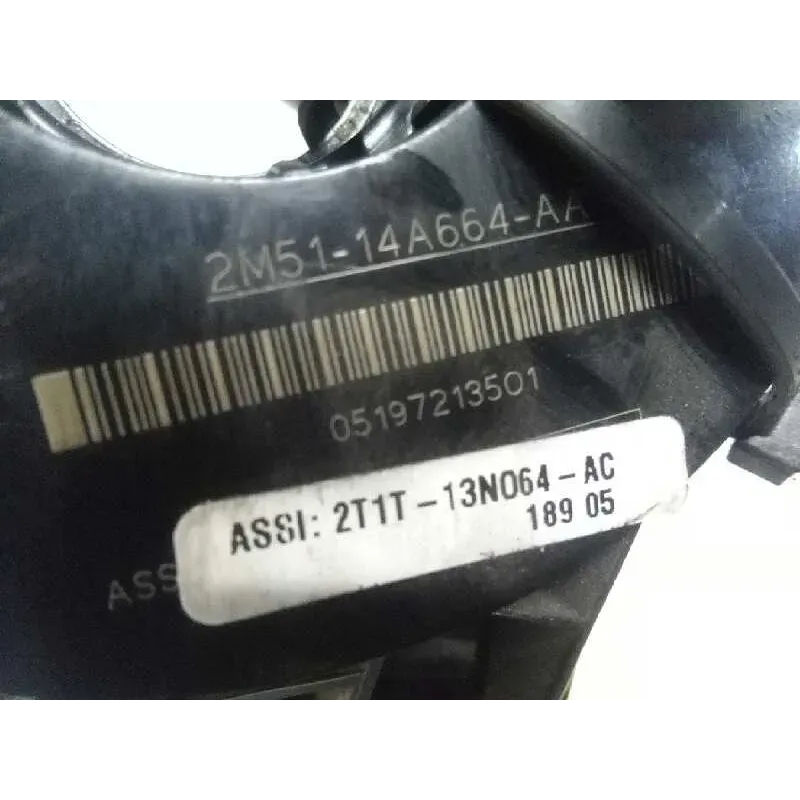 2M51-14A664-AA
05197213501
ASSI: 2T1T-13N064-AC
189 05
ASS